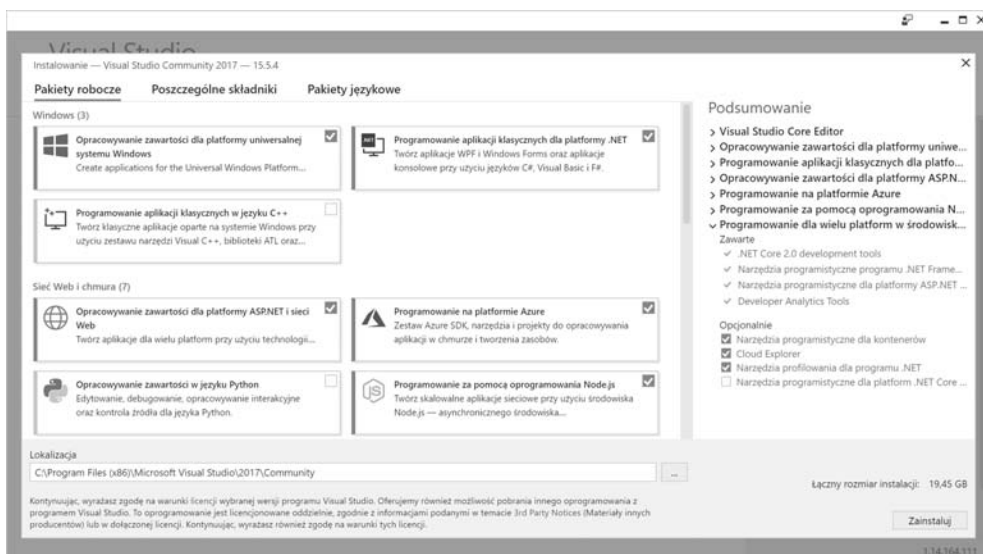 Visual Studio
Instalowanie — Visual Studio Community 2017 — 15.5.4
Pakiety robocze
Poszczególne składniki
Pakiety językowe
Windows (3)
Opracowywanie zawartości dla platformy uniwersalnej
systemu Windows
Create applications for the Universal Windows Platform...
.NET
Programowanie aplikacji klasycznych dla platformy .NET
Twórz aplikacje WPF i Windows Forms oraz aplikacje
konsolowe przy użyciu języków C#, Visual Basic i F#.
Programowanie aplikacji klasycznych w języku C++
Twórz klasyczne aplikacje oparte na systemie Windows przy
użyciu zestawu narzędzi Visual C++, biblioteki ATL oraz...
Sieć Web i chmura (7)
Opracowywanie zawartości dla platformy ASP.NET i sieci
Web
Twórz aplikacje dla wielu platform przy użyciu technologii...
Programowanie na platformie Azure
Zestaw Azure SDK, narzędzia i projekty do opracowywania
aplikacji w chmurze i tworzenia zasobów.
Opracowywanie zawartości w języku Python
Edytowanie, debugowanie, opracowywanie interakcyjne
oraz kontrola źródła dla języka Python.
Programowanie za pomocą oprogramowania Node.js
Twórz skalowalne aplikacje sieciowe przy użyciu środowiska
Node.js — asynchronicznego środowiska...
Podsumowanie
Visual Studio Core Editor
Opracowywanie zawartości dla platformy uniwe...
Programowanie aplikacji klasycznych dla platfo...
Opracowywanie zawartości dla platformy ASP.N...
Programowanie na platformie Azure
Programowanie za pomocą oprogramowania N...
Programowanie dla wielu platform w środowisk...
Zawarte
.NET Core 2.0 development tools
Narzędzia programistyczne programu .NET Frame...
Narzędzia programistyczne dla platformy ASP.NET ...
Developer Analytics Tools
Opcjonalnie
Narzędzia programistyczne dla kontenerów
Cloud Explorer
Narzędzia profilowania dla programu .NET
Narzędzia programistyczne dla platform .NET Core ...
Lokalizacja
C:\Program Files (x86)\Microsoft Visual Studio\2017\Community
...
Kontynuując, wyrażasz zgodę na warunki licencji wybranej wersji programu Visual Studio. Oferujemy również możliwość pobrania innego oprogramowania z
programem Visual Studio. To oprogramowanie jest licencjonowane oddzielnie, zgodnie z informacjami podanymi w temacie 3rd Party Notices (Materiały innych
producentów) lub w dołączonej licencji. Kontynuując, wyrażasz również zgodę na warunki tych licencji.
Łączny rozmiar instalacji: 19,45 GB
Zainstaluj